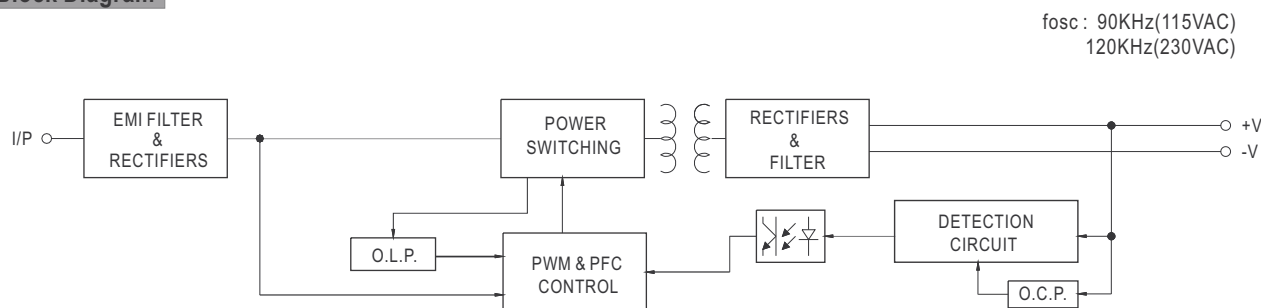 Block Diagram
fosc : 90KHz(115VAC)
120KHz(230VAC)
I/P
EMI FILTER
&
RECTIFIERS
POWER
SWITCHING
RECTIFIERS
&
FILTER
+V
-V
O.L.P.
PWM & PFC
CONTROL
DETECTION
CIRCUIT
O.C.P.